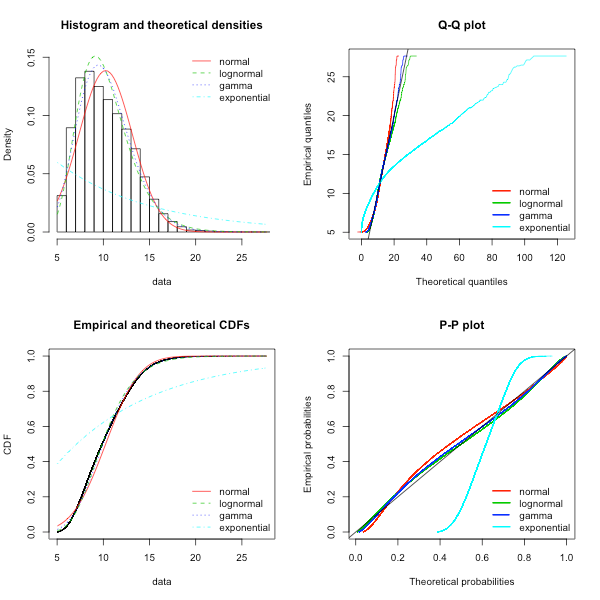 Histogram and theoretical densities
Density
0.00 0.05 0.10 0.15
normal
lognormal
gamma
exponential
5 10 15 20 25
data
Q-Q plot
Empirical quantiles
5 10 15 20 25
normal
lognormal
gamma
exponential
0 20 40 60 80 100 120
Theoretical quantiles
Empirical and theoretical CDFs
CDF
0.0 0.2 0.4 0.6 0.8 1.0
normal
lognormal
gamma
exponential
5 10 15 20 25
data
P-P plot
Empirical probabilities
0.0 0.2 0.4 0.6 0.8 1.0
normal
lognormal
gamma
exponential
0.0 0.2 0.4 0.6 0.8 1.0
Theoretical probabilities